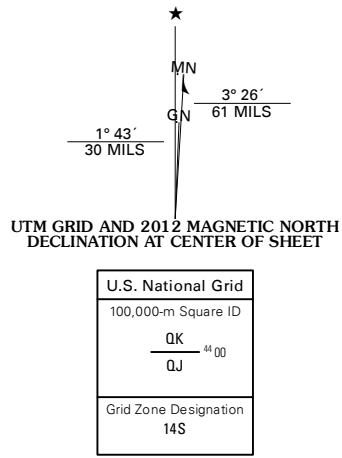 ★
MN
3° 26´
61 MILS
GN
1° 43´
30 MILS
UTM GRID AND 2012 MAGNETIC NORTH
DECLINATION AT CENTER OF SHEET
U.S. National Grid
100,000-m Square ID
QK
44 00
QJ
Grid Zone Designation
14S